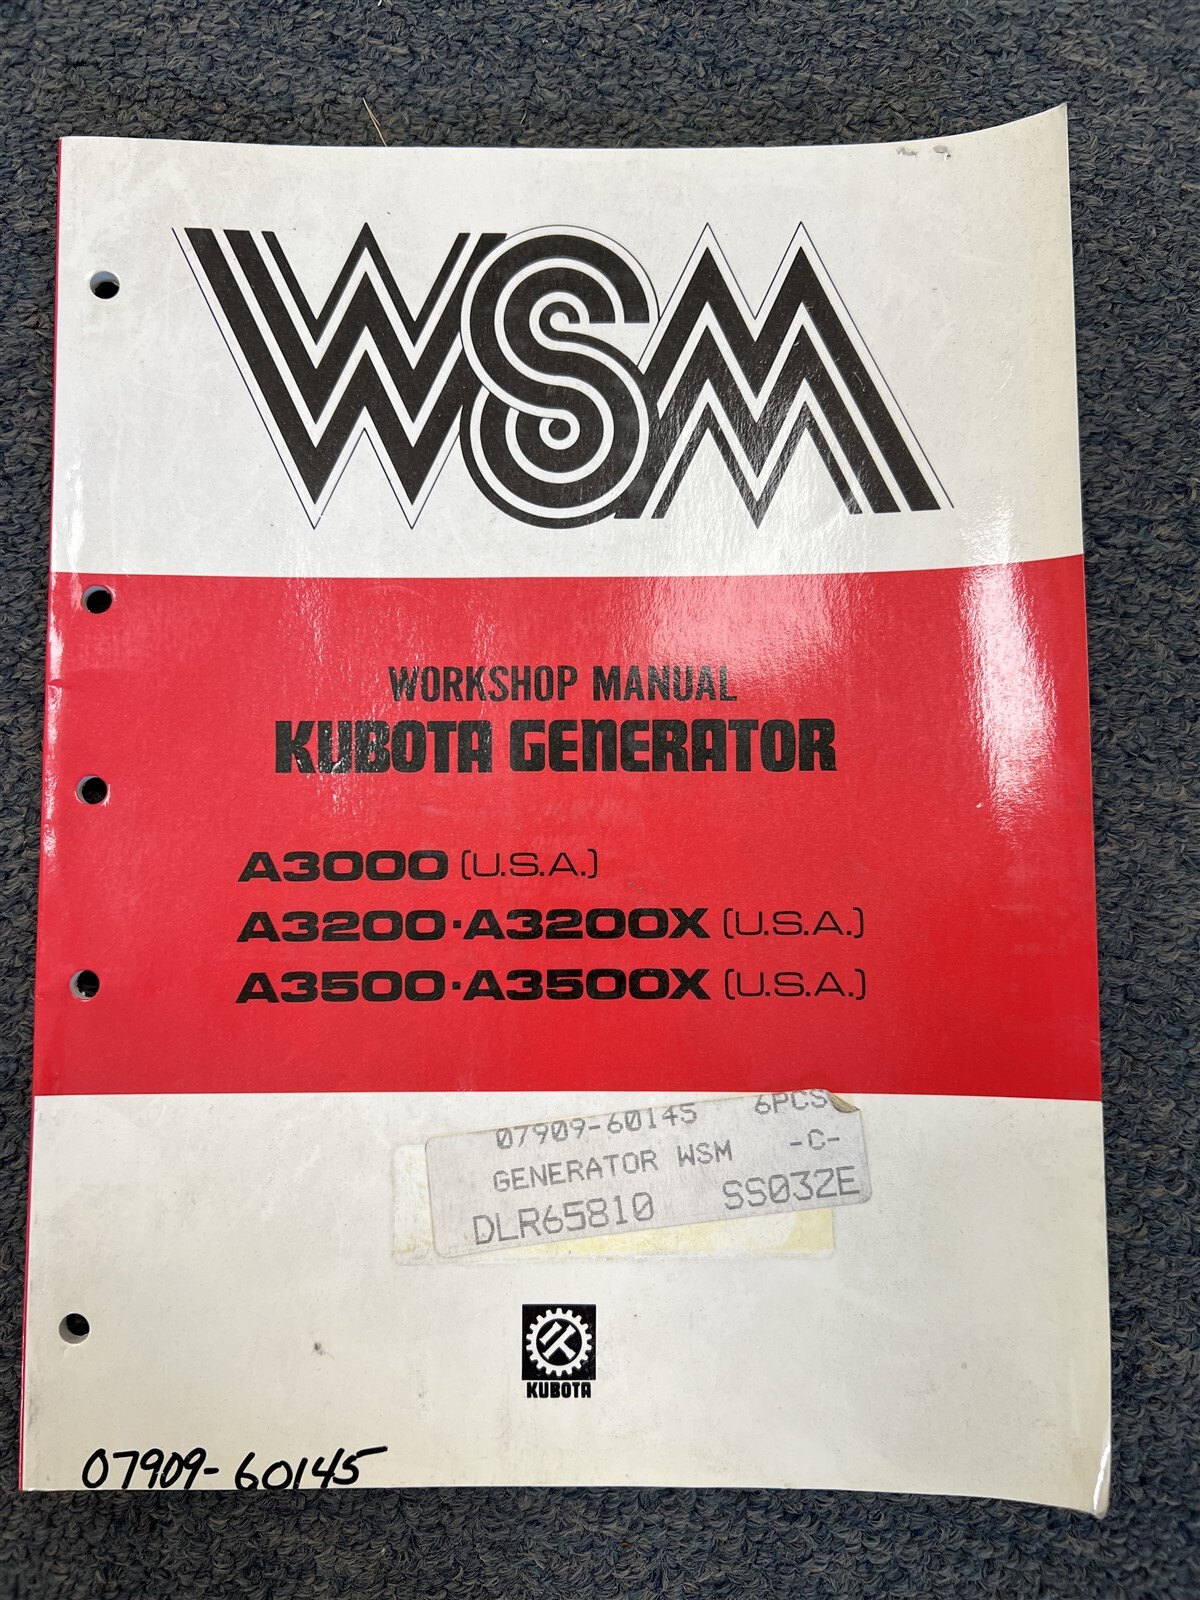 WSM
WORKSHOP MANUAL
KUBOTA GENERATOR
A3000 (U.S.A.)
A3200·A3200X (U.S.A.)
A3500·A3500X (U.S.A.)
07909-60145 6PCS
GENERATOR WSM -C-
DLR65810 SS03ZE
KUBOTA
07909-60145